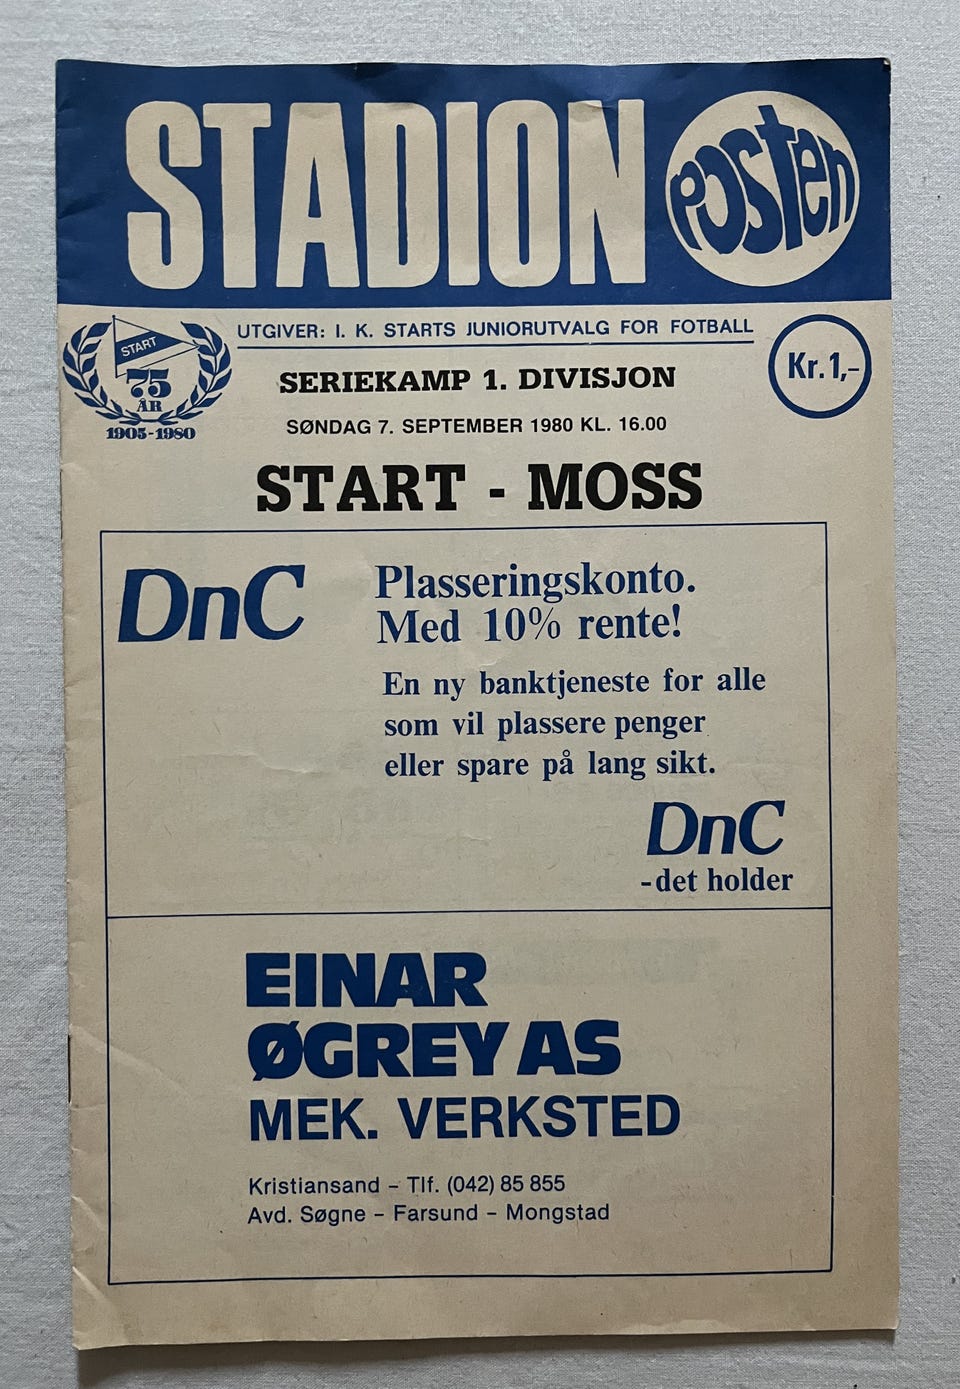 STADION
Posten
UTGIVER: I. K. STARTS JUNIORUTVALG FOR FOTBALL
START
75
ÅR
1905-1980
Kr. 1,-
SERIEKAMP 1. DIVISJON
SØNDAG 7. SEPTEMBER 1980 KL. 16.00
START - MOSS
DnC
Plasseringskonto.
Med 10% rente!
En ny banktjeneste for alle
som vil plassere penger
eller spare på lang sikt.
DnC
-det holder
EINAR
ØGREY AS
MEK. VERKSTED
Kristiansand – Tlf. (042) 85 855
Avd. Søgne – Farsund – Mongstad